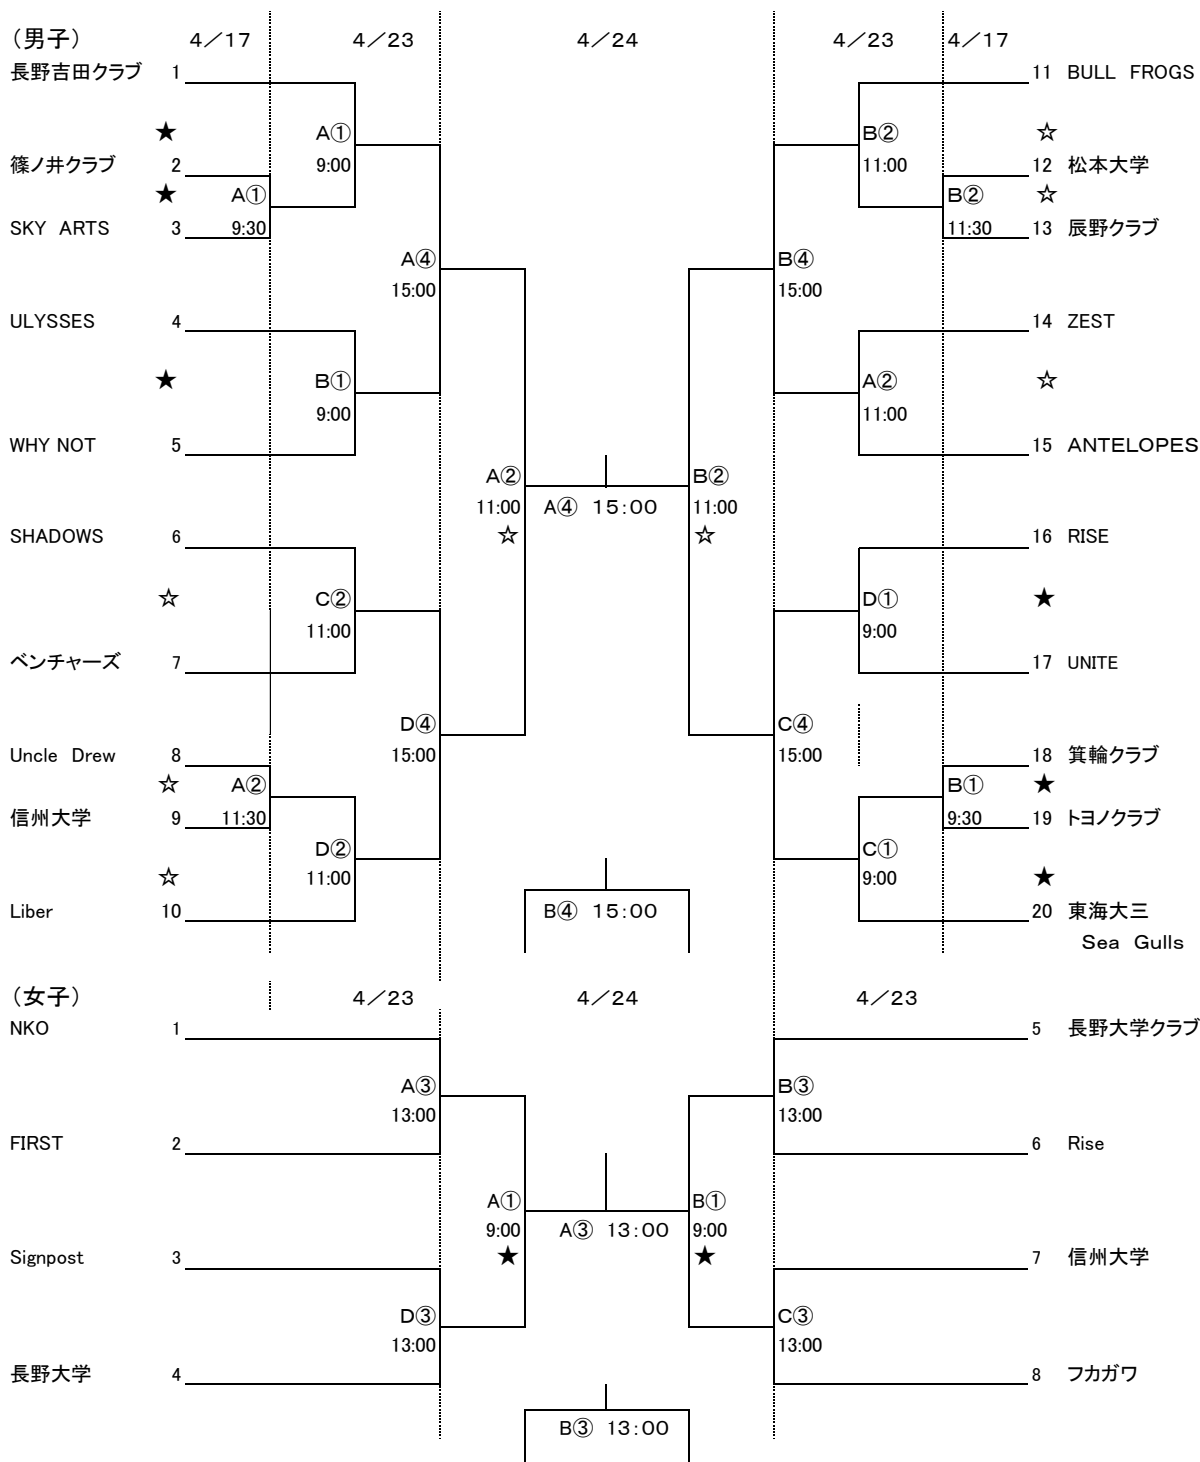 （男子） 4／17 4／23 4／24 4／23 4／17
長野吉田クラブ 1 11 BULL FROGS
★ A① B② ☆
篠ノ井クラブ 2 9:00 11:00 12 松本大学
★ A① B② ☆
SKY ARTS 3 9:30 11:30 13 辰野クラブ
A④ B④
15:00 15:00
ULYSSES 4 14 ZEST
★ B① A② ☆
9:00 11:00
WHY NOT 5 15 ANTELOPES
A② B②
11:00 A④ 15:00 11:00
SHADOWS 6 ☆ ☆ 16 RISE
☆ C② D① ★
11:00 9:00
ベンチャーズ 7 17 UNITE
D④ C④
Uncle Drew 8 15:00 15:00 18 箕輪クラブ
☆ A② B① ★
信州大学 9 11:30 9:30 19 トヨノクラブ
D② C①
☆ 11:00 9:00 ★
Liber 10 B④ 15:00 20 東海大三
Sea Gulls
（女子） 4／23 4／24 4／23
NKO 1 5 長野大学クラブ
A③ B③
13:00 13:00
FIRST 2 6 Rise
A① B①
9:00 A③ 13:00 9:00
Signpost 3 ★ ★ 7 信州大学
D③ C③
13:00 13:00
長野大学 4 8 フカガワ
B③ 13:00